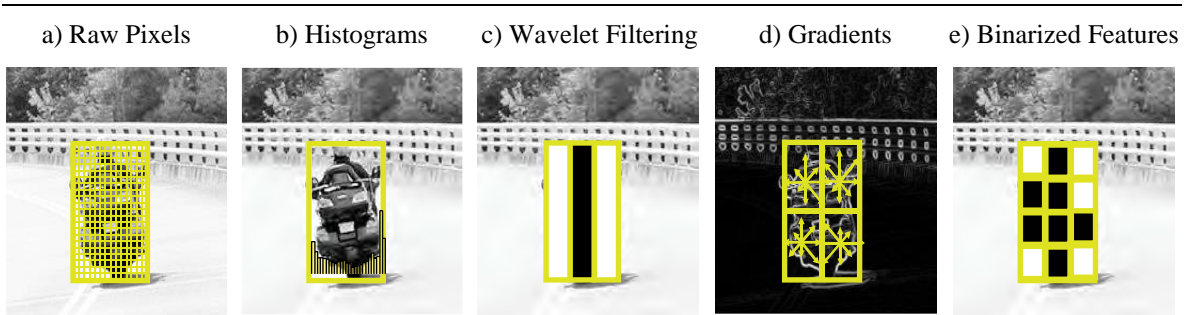 a) Raw Pixels b) Histograms c) Wavelet Filtering d) Gradients e) Binarized Features